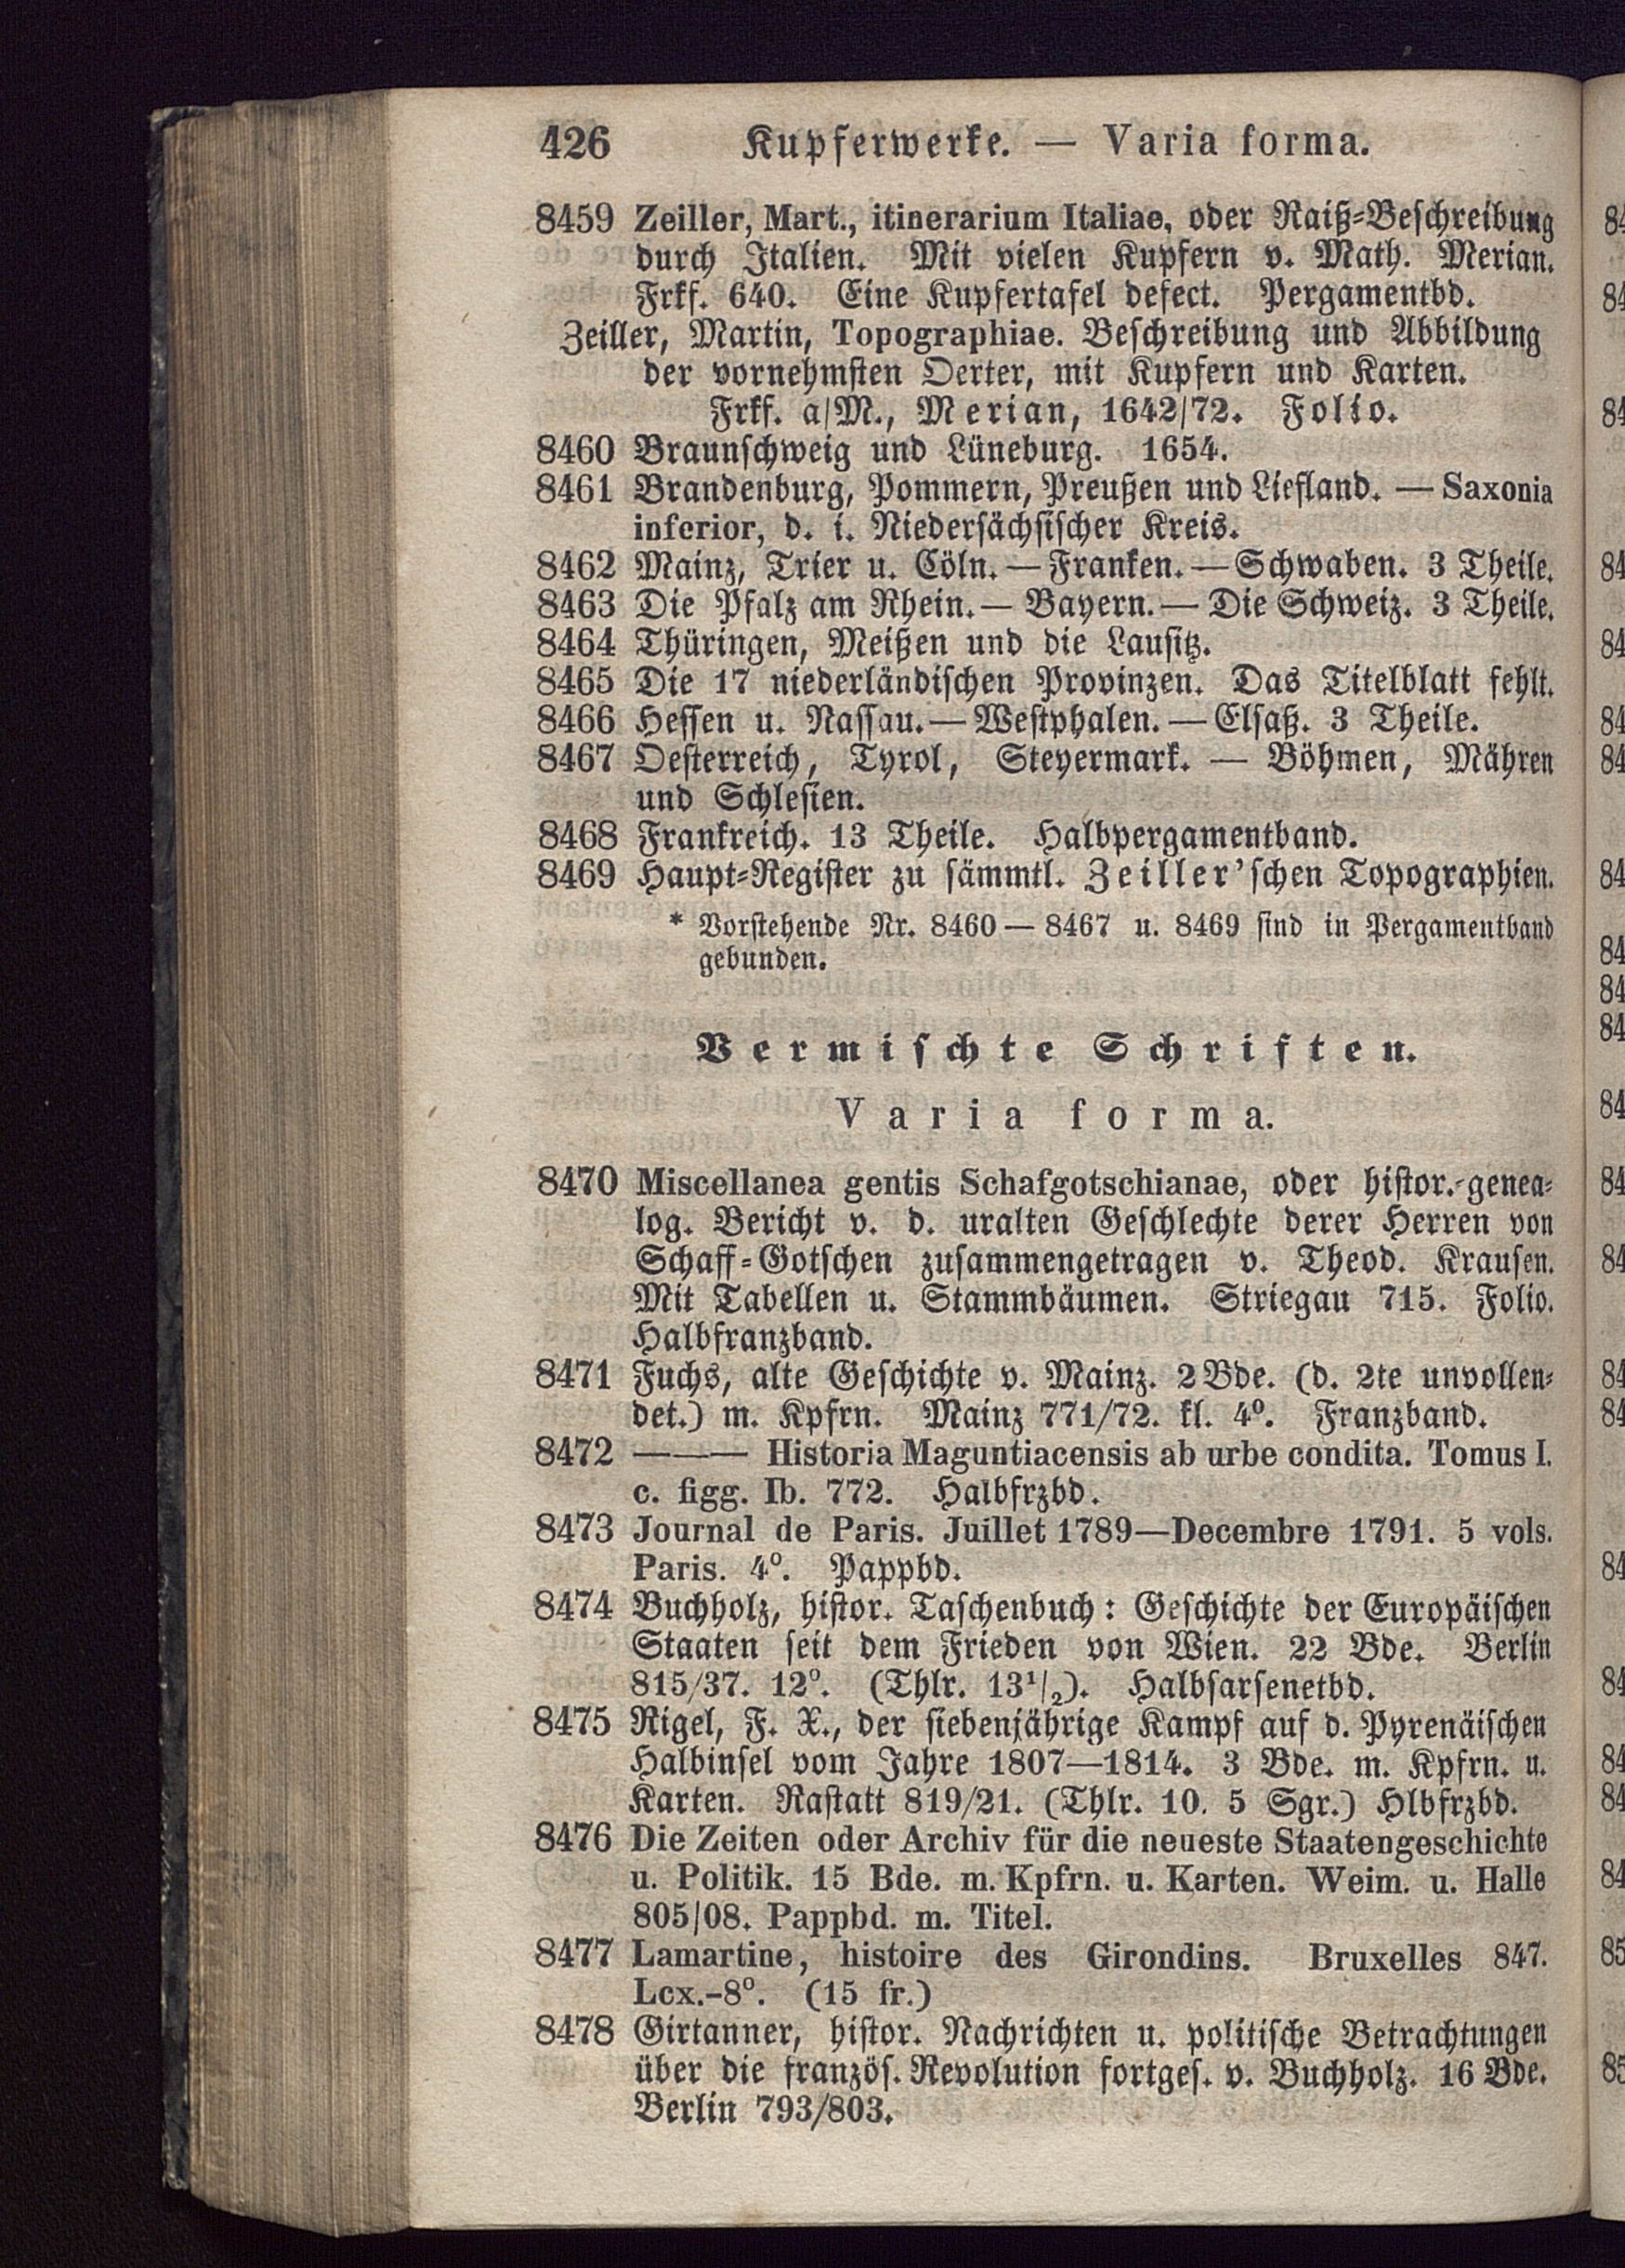 426 Kupferwerke. — Varia forma.
8459 Zeiller, Mart., itinerarium Italiae, oder Raiß-Beschreibung
durch Italien. Mit vielen Kupfern v. Math. Merian.
Frkf. 640. Eine Kupfertafel defect. Pergamentbd.
Zeiller, Martin, Topographiae. Beschreibung und Abbildung
der vornehmsten Oerter, mit Kupfern und Karten.
Frkf. a/M., Merian, 1642/72. Folio.
8460 Braunschweig und Lüneburg. 1654.
8461 Brandenburg, Pommern, Preußen und Liefland. — Saxonia
inferior, d. i. Niedersächsischer Kreis.
8462 Mainz, Trier u. Cöln. — Franken. — Schwaben. 3 Theile.
8463 Die Pfalz am Rhein. — Bayern. — Die Schweiz. 3 Theile.
8464 Thüringen, Meißen und die Lausitz.
8465 Die 17 niederländischen Provinzen. Das Titelblatt fehlt.
8466 Hessen u. Nassau. — Westphalen. — Elsaß. 3 Theile.
8467 Oesterreich, Tyrol, Steyermark. — Böhmen, Mähren
und Schlesien.
8468 Frankreich. 13 Theile. Halbpergamentband.
8469 Haupt-Register zu sämmtl. Zeiller'schen Topographien.
* Vorstehende Nr. 8460 — 8467 u. 8469 sind in Pergamentband
gebunden.
Vermischte Schriften.
Varia forma.
8470 Miscellanea gentis Schafgotschianae, oder histor.-genea-
log. Bericht v. d. uralten Geschlechte derer Herren von
Schaff-Gotschen zusammengetragen v. Theod. Krausen.
Mit Tabellen u. Stammbäumen. Striegau 715. Folio.
Halbfranzband.
8471 Fuchs, alte Geschichte v. Mainz. 2 Bde. (d. 2te unvollen-
det.) m. Kpfrn. Mainz 771/72. kl. 4º. Franzband.
8472 ——— Historia Maguntiacensis ab urbe condita. Tomus I.
c. figg. Ib. 772. Halbfrzbd.
8473 Journal de Paris. Juillet 1789—Decembre 1791. 5 vols.
Paris. 4º. Pappbd.
8474 Buchholz, histor. Taschenbuch: Geschichte der Europäischen
Staaten seit dem Frieden von Wien. 22 Bde. Berlin
815/37. 12º. (Thlr. 13¹/₂). Halbsarsenetbd.
8475 Rigel, F. X., der siebenjährige Kampf auf d. Pyrenäischen
Halbinsel vom Jahre 1807—1814. 3 Bde. m. Kpfrn. u.
Karten. Rastatt 819/21. (Thlr. 10. 5 Sgr.) Hlbfrzbd.
8476 Die Zeiten oder Archiv für die neueste Staatengeschichte
u. Politik. 15 Bde. m. Kpfrn. u. Karten. Weim. u. Halle
805/08. Pappbd. m. Titel.
8477 Lamartine, histoire des Girondins. Bruxelles 847.
Lex.-8º. (15 fr.)
8478 Girtanner, histor. Nachrichten u. politische Betrachtungen
über die französ. Revolution fortges. v. Buchholz. 16 Bde.
Berlin 793/803.